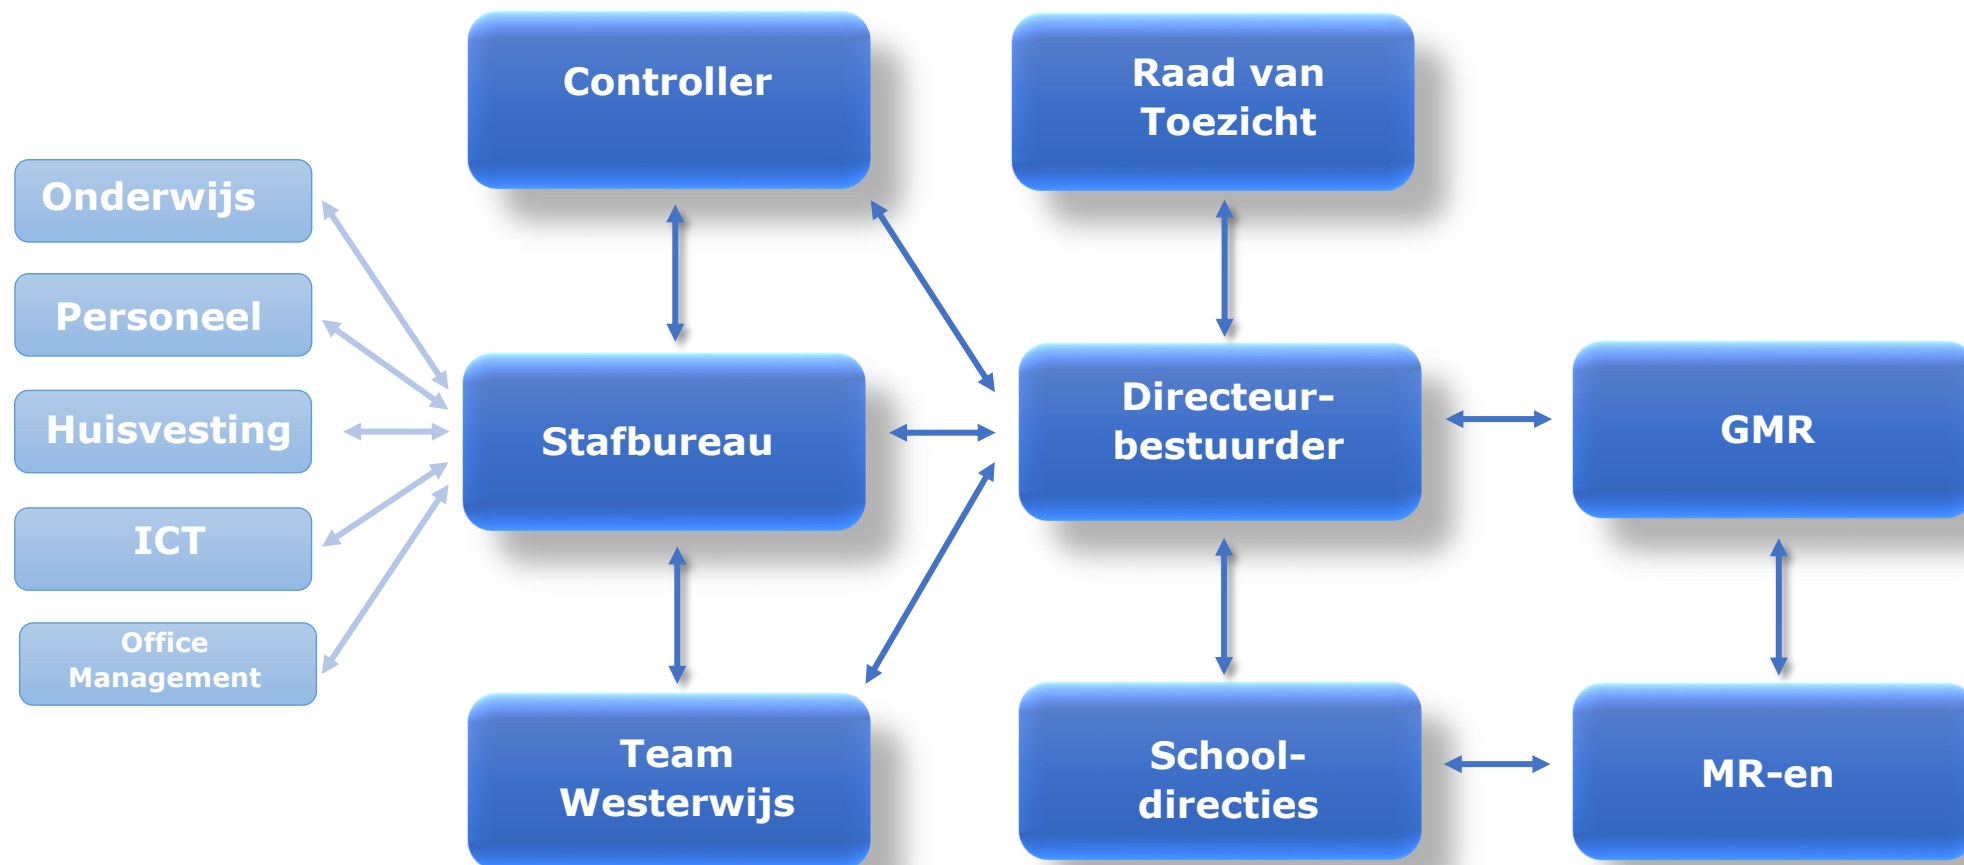 Controller
Raad van
Toezicht
Onderwijs
Personeel
Huisvesting
ICT
Office
Management
Stafbureau
Directeur–
bestuurder
GMR
Team
Westerwijs
School–
directies
MR–en